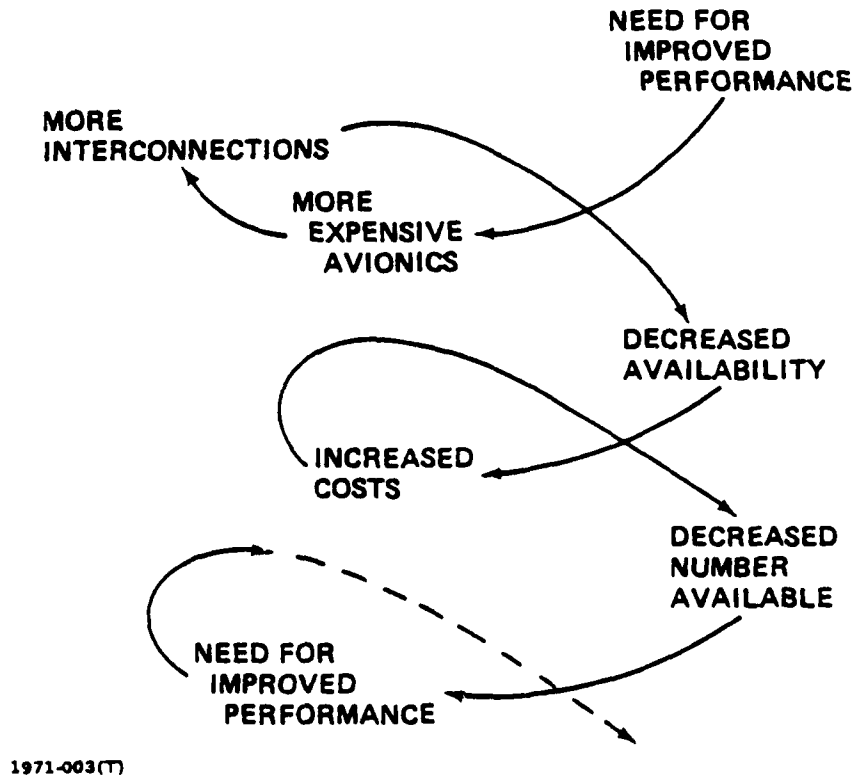 NEED FOR
IMPROVED
PERFORMANCE
MORE
INTERCONNECTIONS
MORE
EXPENSIVE
AVIONICS
DECREASED
AVAILABILITY
INCREASED
COSTS
DECREASED
NUMBER
AVAILABLE
NEED FOR
IMPROVED
PERFORMANCE
1971-003(T)